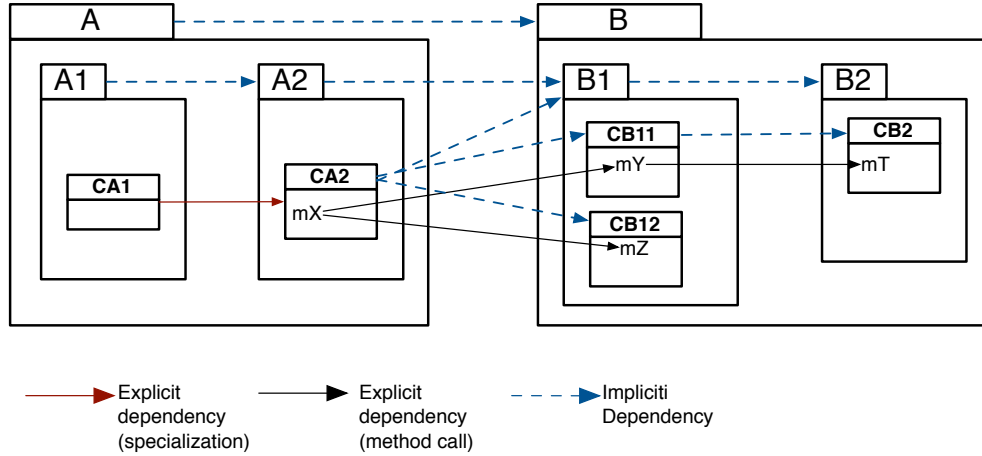 A
B
A1
A2
B1
B2
CA1
CA2
mX
CB11
mY
CB12
mZ
CB2
mT
Explicit
dependency
(specialization)
Explicit
dependency
(method call)
Impliciti
Dependency